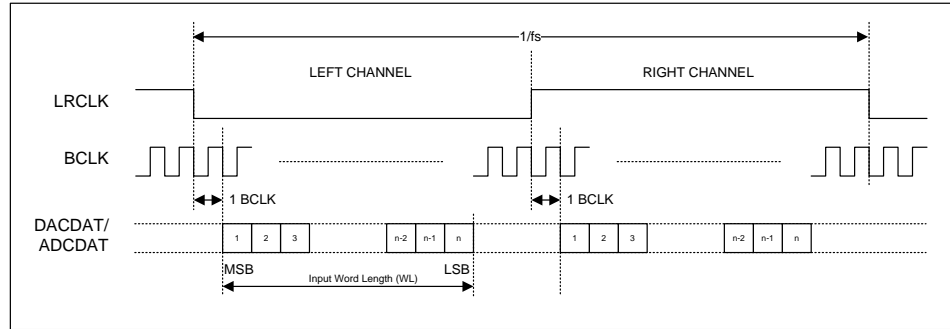 1/fs
LEFT CHANNEL RIGHT CHANNEL
LRCLK
BCLK
1 BCLK 1 BCLK
DACDAT/
ADCDAT
1 2 3 n-2 n-1 n 1 2 3 n-2 n-1 n
MSB LSB
Input Word Length (WL)